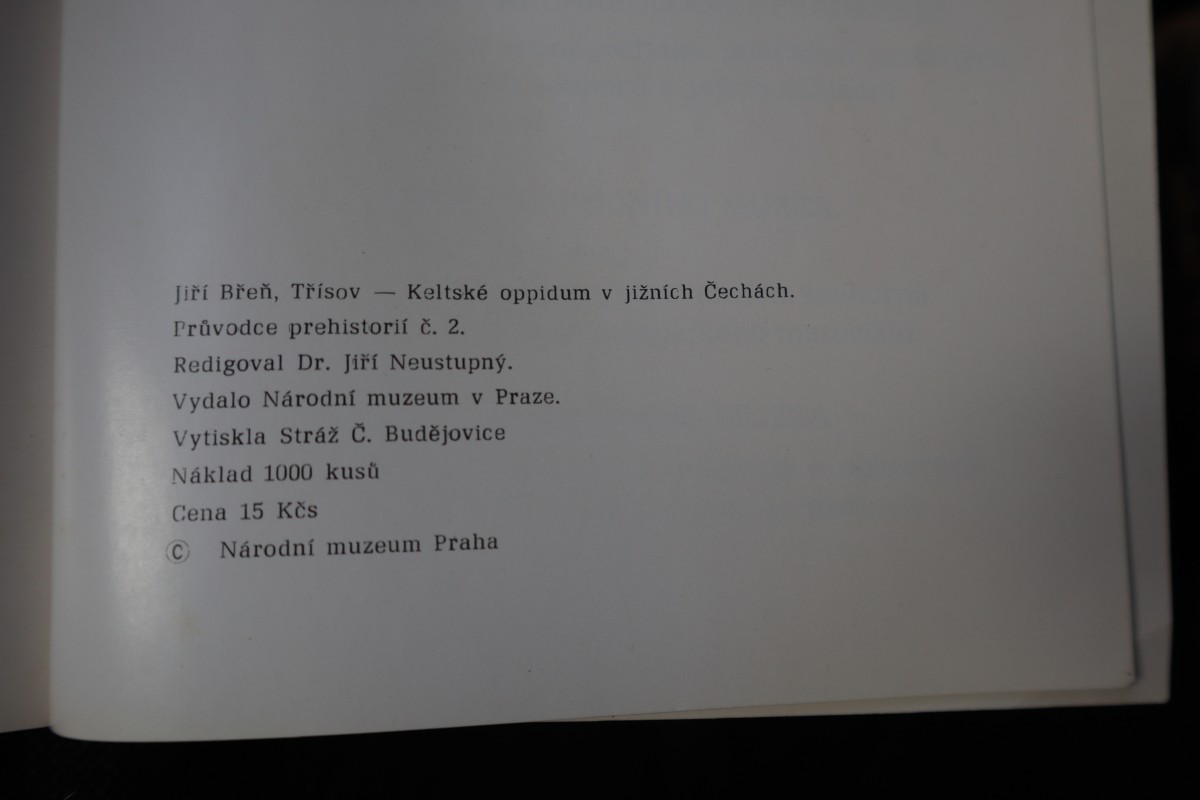 Jiří Břeň, Třísov — Keltské oppidum v jižních Čechách.
Průvodce prehistorií č. 2.
Redigoval Dr. Jiří Neustupný.
Vydalo Národní muzeum v Praze.
Vytiskla Stráž Č. Budějovice
Náklad 1000 kusů
Cena 15 Kčs
© Národní muzeum Praha